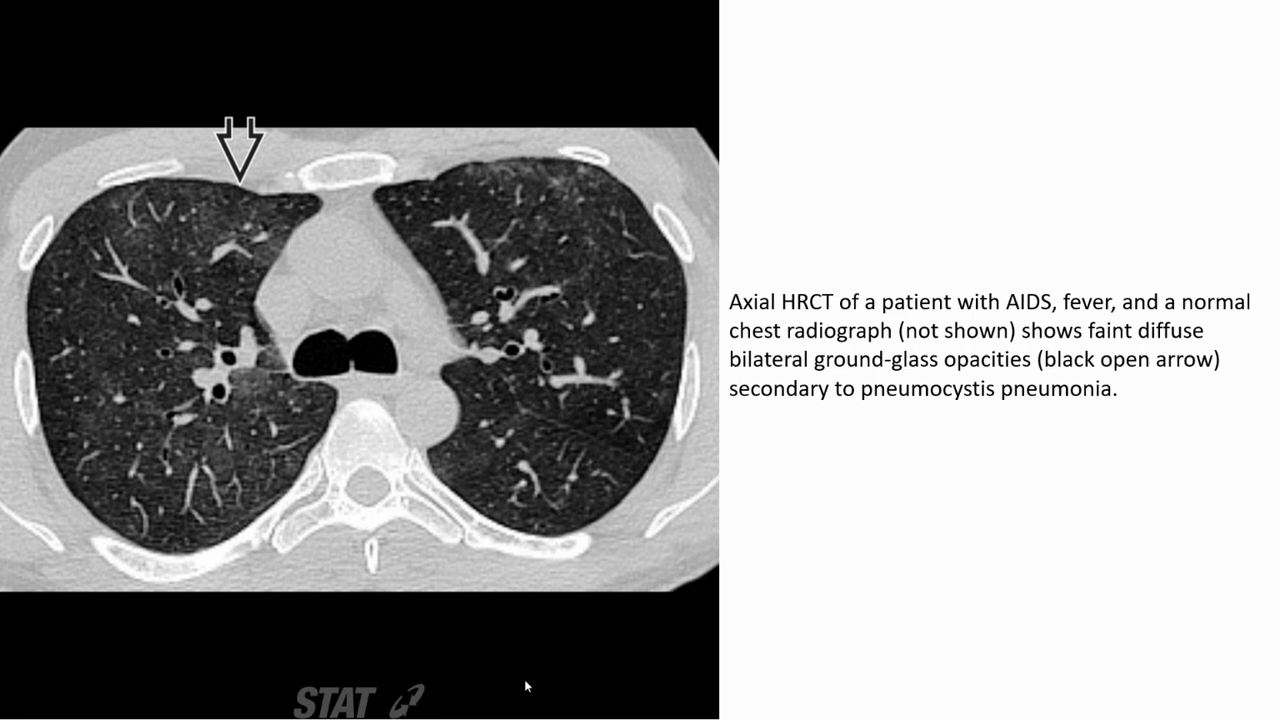 Axial HRCT of a patient with AIDS, fever, and a normal
chest radiograph (not shown) shows faint diffuse
bilateral ground-glass opacities (black open arrow)
secondary to pneumocystis pneumonia.
STAT